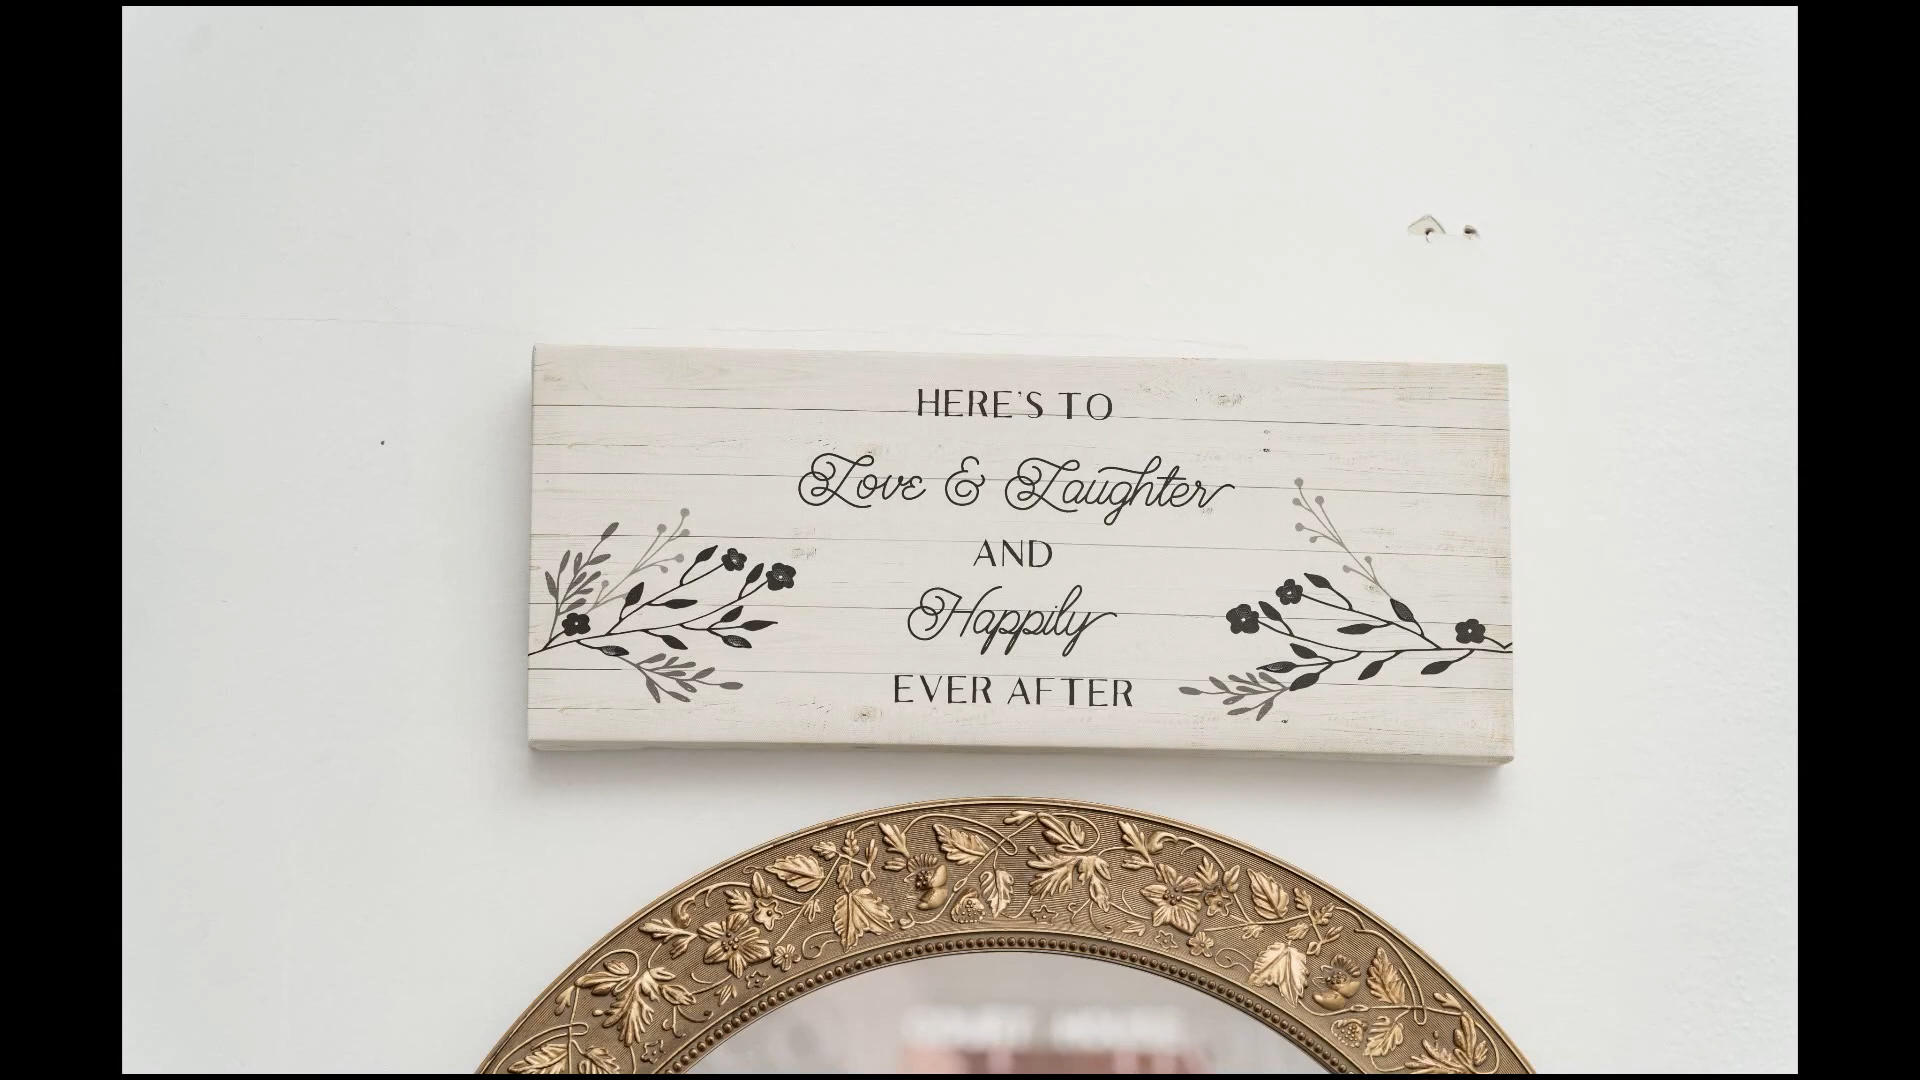 HERE'S TO
Love & Laughter
AND
Happily
EVER AFTER